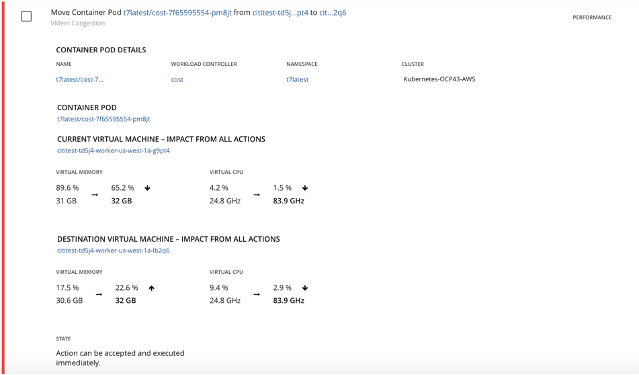 Move Container Pod t7latest/cost-7f65595554-pm8jt from cititest-td5j...pt4 to cit...2q6
PERFORMANCE
VMem Congestion
CONTAINER POD DETAILS
NAME WORKLOAD CONTROLLER NAMESPACE CLUSTER
t7latest/cost-7... cost t7latest Kubernetes-OCP43-AWS
CONTAINER POD
t7latest/cost-7f65595554-pm8jt
CURRENT VIRTUAL MACHINE – IMPACT FROM ALL ACTIONS
cititest-td5j4-worker-us-west-1a-g9pt4
VIRTUAL MEMORY VIRTUAL CPU
89.6 % → 65.2 % ↓ 4.2 % → 1.5 % ↓
31 GB 32 GB 24.8 GHz 83.9 GHz
DESTINATION VIRTUAL MACHINE – IMPACT FROM ALL ACTIONS
cititest-td5j4-worker-us-west-1a-lb2q6
VIRTUAL MEMORY VIRTUAL CPU
17.5 % → 22.6 % ↑ 9.4 % → 2.9 % ↓
30.6 GB 32 GB 24.8 GHz 83.9 GHz
STATE
Action can be accepted and executed
immediately.